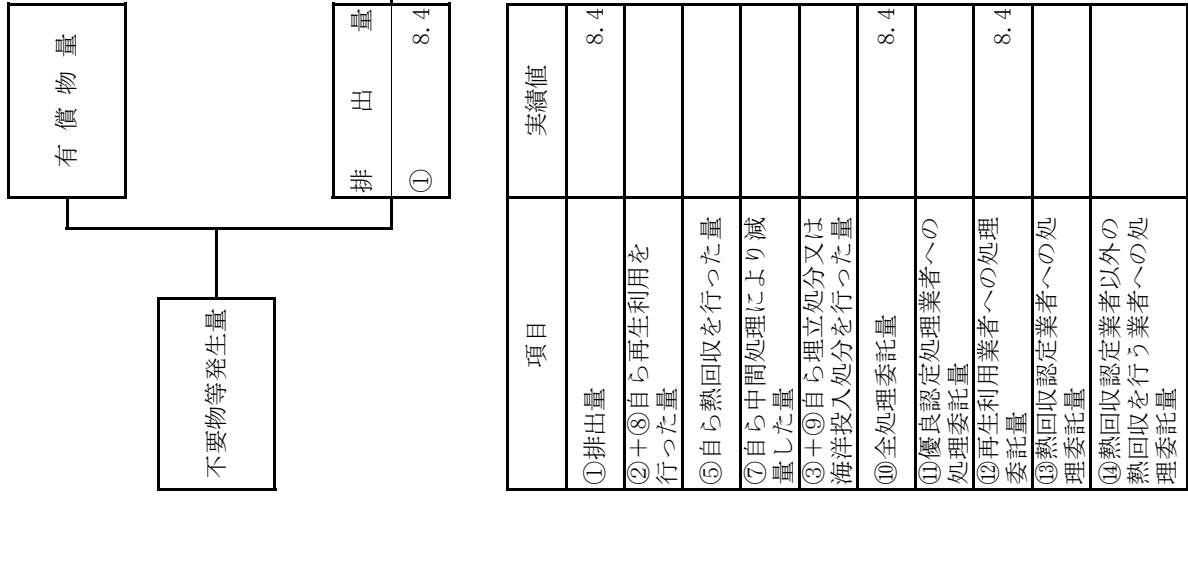 有償物量
不要物等発生量
排出量
① 8.4
項目 実績値
①排出量 8.4
②＋⑧自ら再生利用を
行った量
⑤自ら熱回収を行った量
⑦自ら中間処理により減
量した量
③＋⑨自ら埋立処分又は
海洋投入処分を行った量
⑩全処理委託量 8.4
⑪優良認定処理業者への
処理委託量
⑫再生利用業者への処理
委託量 8.4
⑬熱回収認定業者への処
理委託量
⑭熱回収認定業者以外の
熱回収を行う業者への処
理委託量